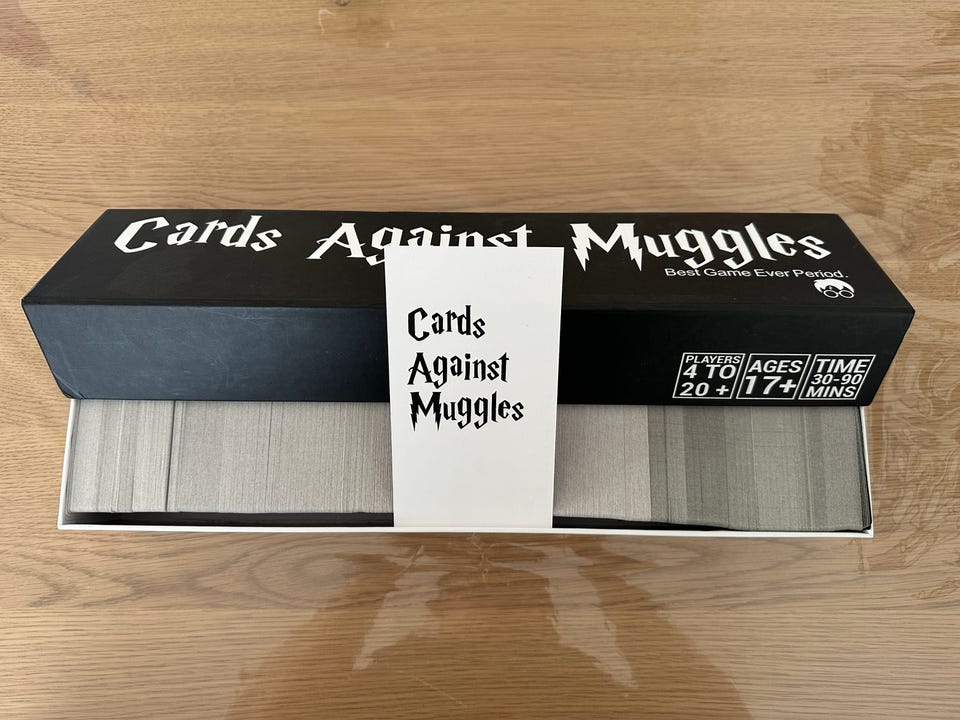 Cards Against Muggles
Best Game Ever Period.
Cards
Against
Muggles
PLAYERS
4 TO
20 +
AGES
17+
TIME
30-90
MINS